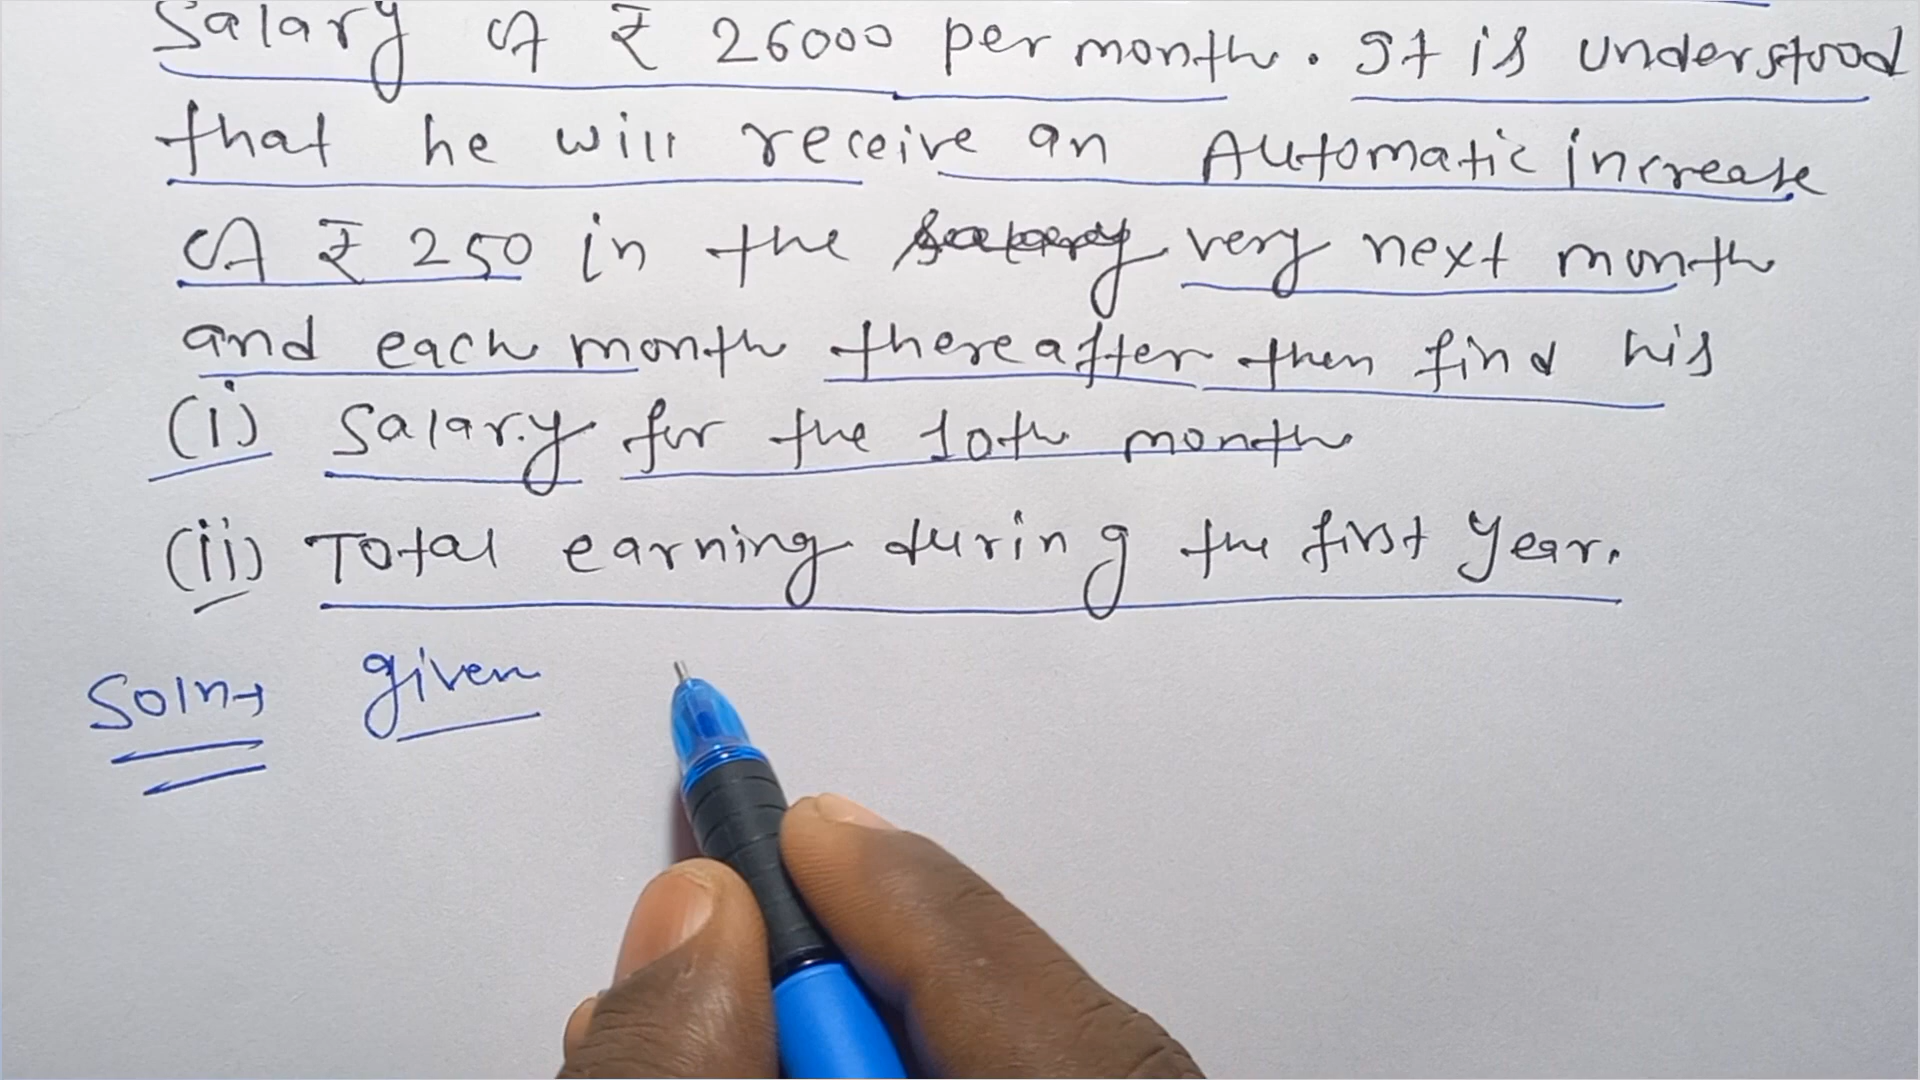 Salary of ₹ 26000 per month. It is understood
that he will receive an Automatic increase
of ₹ 250 in the very next month
and each month thereafter then find his
(i) Salary for the 10th month
(ii) Total earning during the first year.
Soln→ given